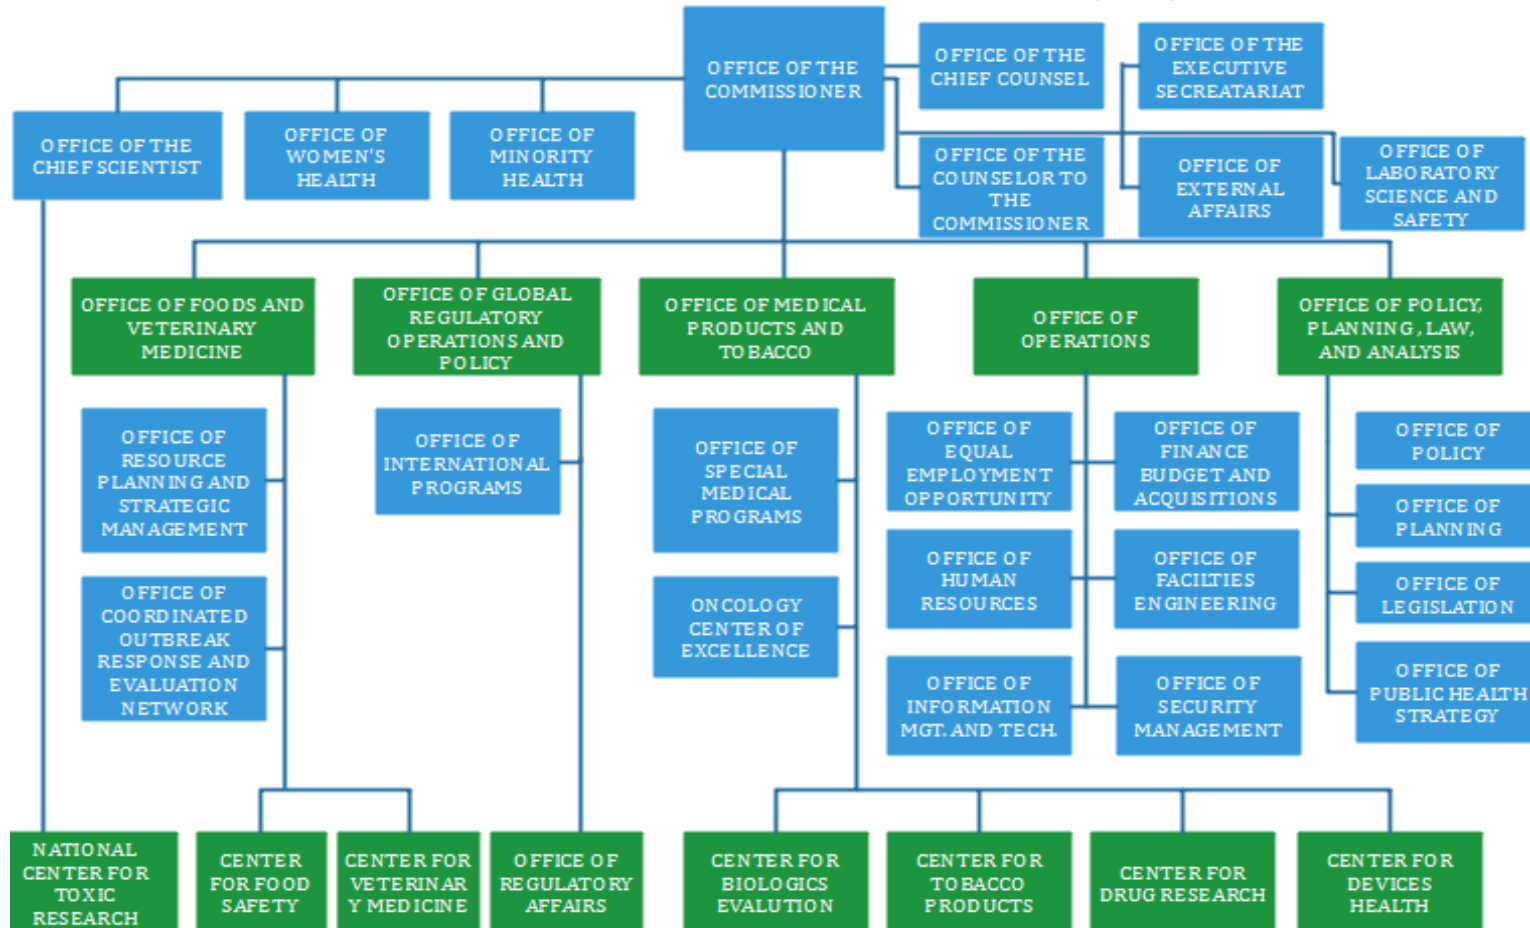 OFFICE OF THE
COMMISSIONER
OFFICE OF THE
CHIEF COUNSEL
OFFICE OF THE
EXECUTIVE
SECREATARIAT
OFFICE OF THE
CHIEF SCIENTIST
OFFICE OF
WOMEN'S
HEALTH
OFFICE OF
MINORITY
HEALTH
OFFICE OF THE
COUNSELOR TO
THE
COMMISSIONER
OFFICE OF
EXTERNAL
AFFAIRS
OFFICE OF
LABORATORY
SCIENCE AND
SAFETY
OFFICE OF FOODS AND
VETERINARY
MEDICINE
OFFICE OF GLOBAL
REGULATORY
OPERATIONS AND
POLICY
OFFICE OF MEDICAL
PRODUCTS AND
TOBACCO
OFFICE OF
OPERATIONS
OFFICE OF POLICY,
PLANNING, LAW,
AND ANALYSIS
OFFICE OF
RESOURCE
PLANNING AND
STRATEGIC
MANAGEMENT
OFFICE OF
INTERNATIONAL
PROGRAMS
OFFICE OF
SPECIAL
MEDICAL
PROGRAMS
OFFICE OF
EQUAL
EMPLOYMENT
OPPORTUNITY
OFFICE OF
FINANCE
BUDGET AND
ACQUISITIONS
OFFICE OF
POLICY
OFFICE OF
PLANNING
OFFICE OF
COORDINATED
OUTBREAK
RESPONSE AND
EVALUATION
NETWORK
ONCOLOGY
CENTER OF
EXCELLENCE
OFFICE OF
HUMAN
RESOURCES
OFFICE OF
FACILTIES
ENGINEERING
OFFICE OF
LEGISLATION
OFFICE OF
INFORMATION
MGT. AND TECH.
OFFICE OF
SECURITY
MANAGEMENT
OFFICE OF
PUBLIC HEALTH
STRATEGY
NATIONAL
CENTER FOR
TOXIC
RESEARCH
CENTER
FOR FOOD
SAFETY
CENTER FOR
VETERINAR
Y MEDICINE
OFFICE OF
REGULATORY
AFFAIRS
CENTER FOR
BIOLOGICS
EVALUTION
CENTER FOR
TOBACCO
PRODUCTS
CENTER FOR
DRUG RESEARCH
CENTER FOR
DEVICES
HEALTH